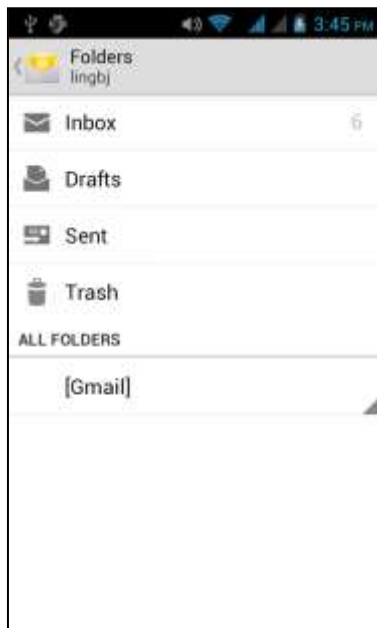 3:45 PM
Folders
lingbj
Inbox 6
Drafts
Sent
Trash
ALL FOLDERS
[Gmail]